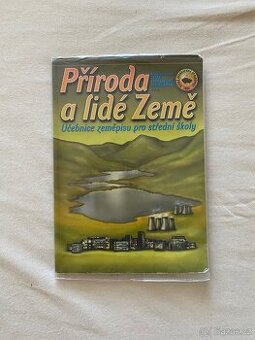 Příroda
a lidé Země
Učebnice zeměpisu pro střední školy